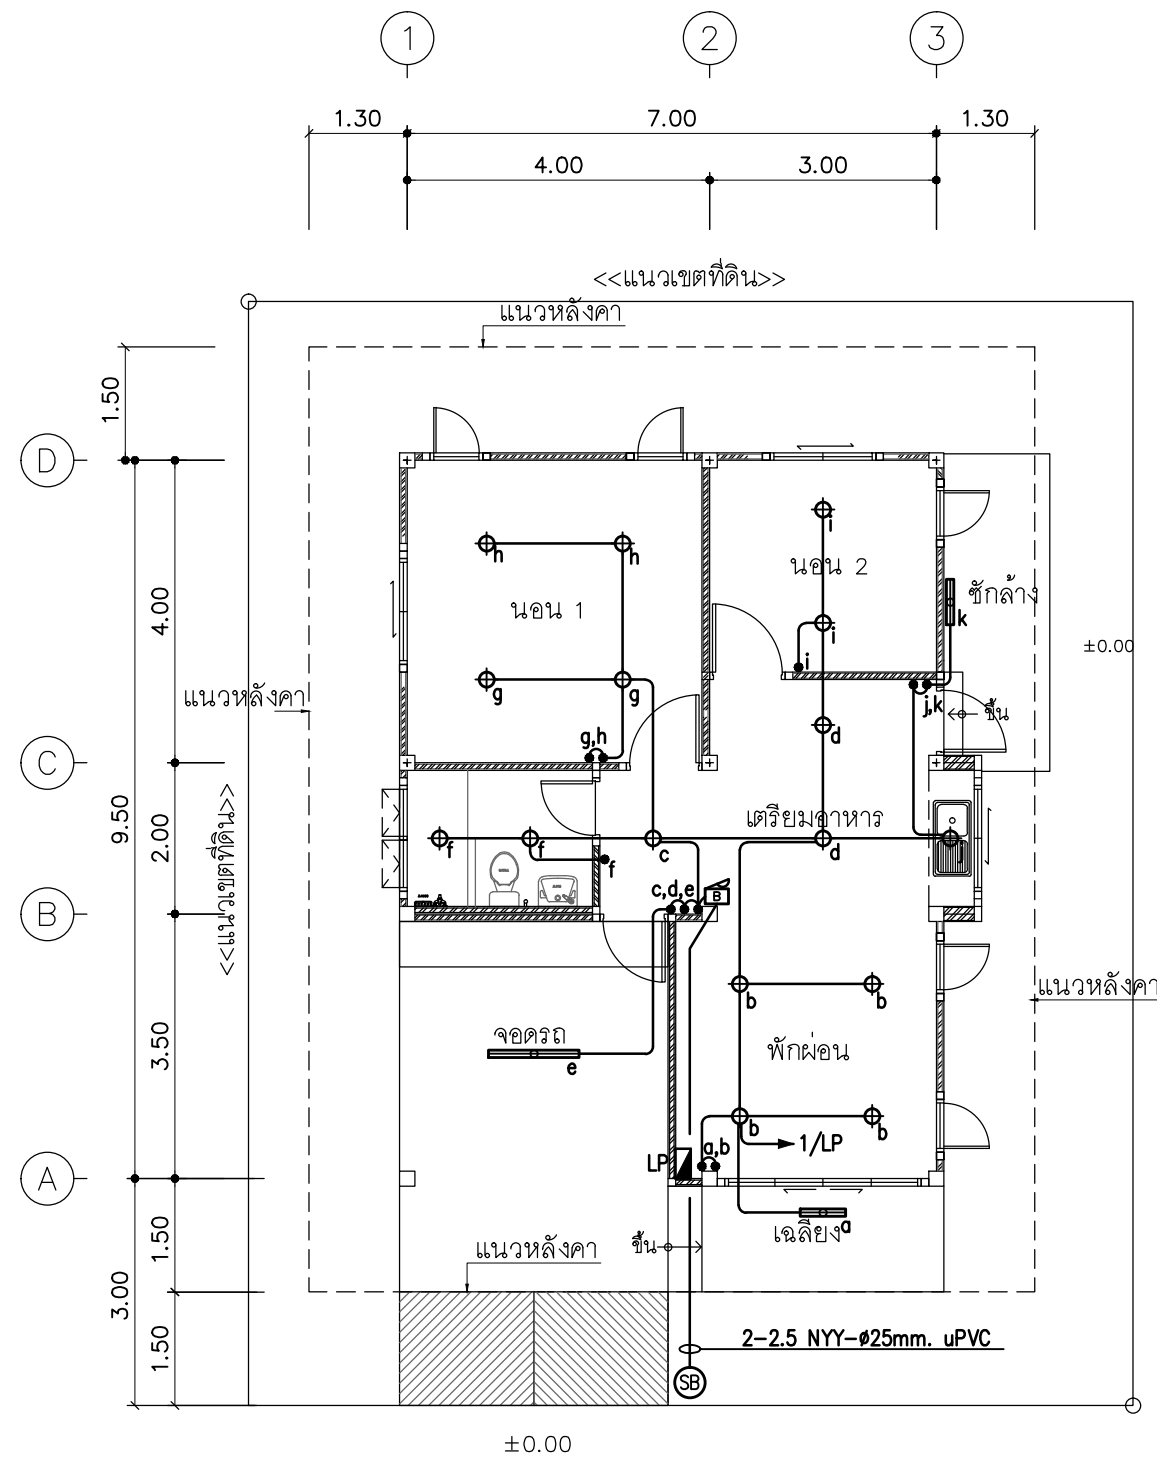 1
2
3
1.30
7.00
1.30
4.00
3.00
<<แนวเขตที่ดิน>>
แนวหลังคา
1.50
D
h
h
i
นอน 2
นอน 1
ซักล้าง
4.00
i
k
±0.00
i
g
g
j,k
แนวหลังคา
ขึ้น
d
g,h
C
9.50
2.00
<<แนวเขตที่ดิน>>
เตรียมอาหาร
f
f
c
d
j
f
c,d,e
B
B
แนวหลังคา
b
b
3.50
จอดรถ
พักผ่อน
e
b
b
a,b
1/LP
LP
A
เฉลียง
a
1.50
แนวหลังคา
ขึ้น
3.00
1.50
2-2.5 NYY-ø25mm. uPVC
SB
±0.00